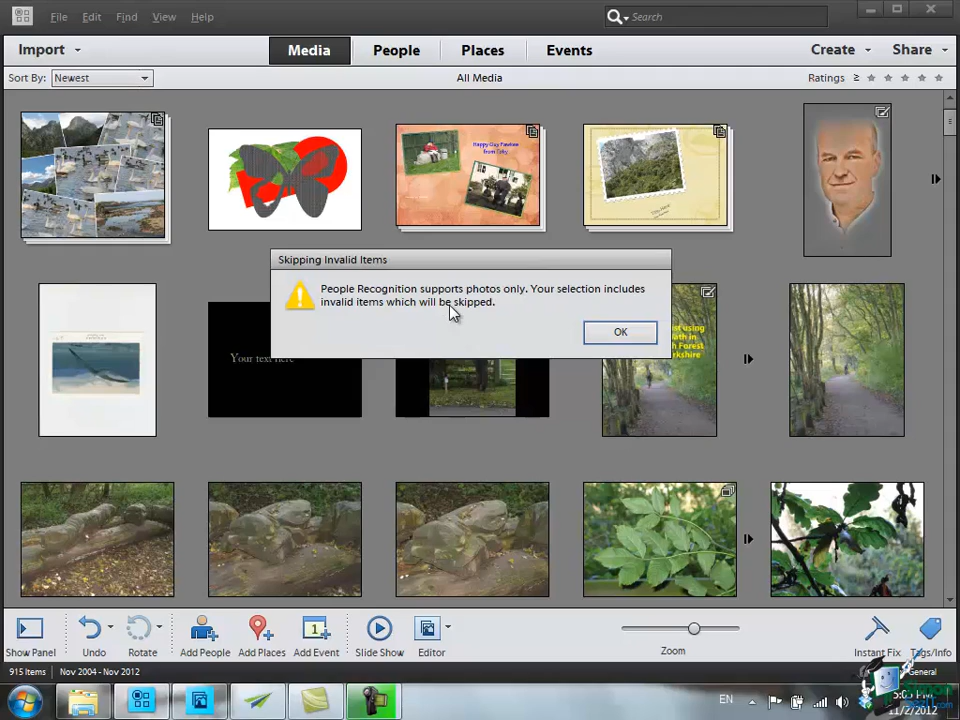 File Edit Find View Help
Search
Import
Media People Places Events
Create Share
Sort By: Newest
All Media
Ratings ≥
Happy Guy Fawkes
Skipping Invalid Items
People Recognition supports photos only. Your selection includes
invalid items which will be skipped.
OK
Your text here
Show Panel
Undo
Rotate
Add People
Add Places
1
Add Event
Slide Show
Editor
Zoom
Instant Fix
Tags/Info
915 Items Nov 2004 - Nov 2012
General
EN
11/2/2012